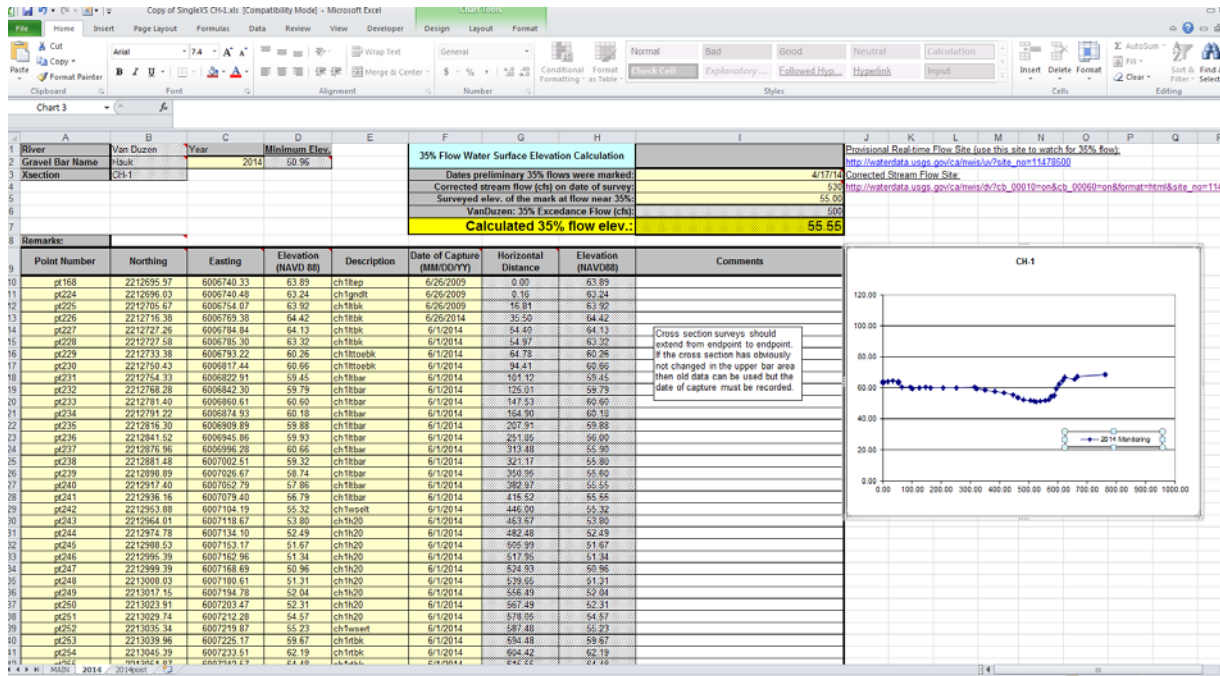 Copy of SingleXS CH-1.xls [Compatibility Mode] - Microsoft Excel
Chart Tools
File Home Insert Page Layout Formulas Data Review View Developer Design Layout Format
Cut
Copy
Format Painter
Paste
Clipboard
Arial 7.4
Font
Wrap Text
Merge & Center
Alignment
General
Number
Conditional Formatting
Format as Table
Normal Bad Good Neutral Calculation
Check Cell Explanatory ... Followed Hyp... Hyperlink Input
Styles
Insert Delete Format
Cells
AutoSum
Fill
Clear
Sort & Filter
Editing
Chart 3 fx
A B C D E F G H I J K L M N O P Q
River Van Duzen Year Minimum Elev.
Gravel Bar Name Hauk 2014 50.96
Xsection CH-1
35% Flow Water Surface Elevation Calculation
Dates preliminary 35% flows were marked: 4/17/14
Corrected stream flow (cfs) on date of survey: 530
Surveyed elev. of the mark at flow near 35%: 55.00
VanDuzen: 35% Excedance Flow (cfs): 500
Calculated 35% flow elev.: 55.55
Provisional Real-time Flow Site (use this site to watch for 35% flow):
http://waterdata.usgs.gov/ca/nwis/uv?site_no=11478500
Corrected Stream Flow Site:
http://waterdata.usgs.gov/ca/nwis/dv?cb_00010=on&cb_00060=on&format=html&site_no=114
Remarks:
Point Number Northing Easting Elevation (NAVD 88) Description Date of Capture (MM/DD/YY) Horizontal Distance Elevation (NAVD88) Comments
pt168 2212695.97 6006740.33 63.89 ch1ltep 6/26/2009 0.00 63.89
pt224 2212696.03 6006740.48 63.24 ch1gndlt 6/26/2009 0.16 63.24
pt225 2212705.67 6006754.07 63.92 ch1ltbk 6/26/2009 16.81 63.92
pt226 2212716.38 6006769.38 64.42 ch1ltbk 6/26/2014 35.50 64.42
pt227 2212727.26 6006784.84 64.13 ch1ltbk 6/1/2014 54.40 64.13
pt228 2212727.58 6006785.30 63.32 ch1ltbk 6/1/2014 54.97 63.32
pt229 2212733.38 6006793.22 60.26 ch1lttoebk 6/1/2014 64.78 60.26
pt230 2212750.43 6006817.44 60.66 ch1lttoebk 6/1/2014 94.41 60.66
pt231 2212754.33 6006822.91 59.45 ch1ltbar 6/1/2014 101.12 59.45
pt232 2212768.28 6006842.30 59.79 ch1ltbar 6/1/2014 125.01 59.79
pt233 2212781.40 6006860.61 60.60 ch1ltbar 6/1/2014 147.53 60.60
pt234 2212791.22 6006874.93 60.18 ch1ltbar 6/1/2014 164.90 60.18
pt235 2212816.30 6006909.89 59.88 ch1ltbar 6/1/2014 207.91 59.88
pt236 2212841.52 6006945.86 59.93 ch1ltbar 6/1/2014 251.85 56.00
pt237 2212876.96 6006996.28 60.66 ch1ltbar 6/1/2014 313.48 55.90
pt238 2212881.48 6007002.51 59.32 ch1ltbar 6/1/2014 321.17 55.80
pt239 2212898.89 6007026.67 58.74 ch1ltbar 6/1/2014 350.95 55.60
pt240 2212917.40 6007052.79 57.86 ch1ltbar 6/1/2014 382.97 55.55
pt241 2212936.16 6007079.40 56.79 ch1ltbar 6/1/2014 415.52 55.55
pt242 2212953.88 6007104.19 55.32 ch1wselt 6/1/2014 446.00 55.00
pt243 2212964.01 6007118.67 53.80 ch1h20 6/1/2014 463.67 53.80
pt244 2212974.78 6007134.10 52.49 ch1h20 6/1/2014 482.48 52.49
pt245 2212988.53 6007153.17 51.67 ch1h20 6/1/2014 505.99 51.67
pt246 2212995.39 6007162.96 51.34 ch1h20 6/1/2014 517.95 51.34
pt247 2212999.39 6007168.69 50.96 ch1h20 6/1/2014 524.93 50.96
pt248 2213008.03 6007180.61 51.31 ch1h20 6/1/2014 539.65 51.31
pt249 2213017.15 6007194.78 52.04 ch1h20 6/1/2014 556.49 52.04
pt250 2213023.91 6007203.47 52.31 ch1h20 6/1/2014 567.49 52.31
pt251 2213029.74 6007212.28 54.57 ch1h20 6/1/2014 578.05 54.57
pt252 2213035.34 6007219.87 55.23 ch1wsert 6/1/2014 587.48 55.23
pt253 2213039.96 6007225.17 59.67 ch1rtbk 6/1/2014 594.48 59.67
pt254 2213045.39 6007233.51 62.19 ch1rtbk 6/1/2014 604.42 62.19
Cross section surveys should
extend from endpoint to endpoint.
If the cross section has obviously
not changed in the upper bar area
then old data can be used but the
date of capture must be recorded.
CH-1
120.00
100.00
80.00
60.00
40.00
20.00
0.00
0.00 100.00 200.00 300.00 400.00 500.00 600.00 700.00 800.00 900.00 1000.00
2014 Monitoring
MAIN 2014 2014post